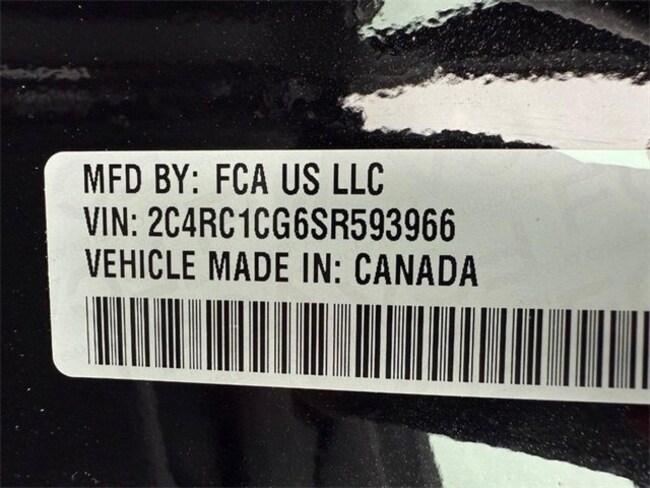 MFD BY: FCA US LLC
VIN: 2C4RC1CG6SR593966
VEHICLE MADE IN: CANADA